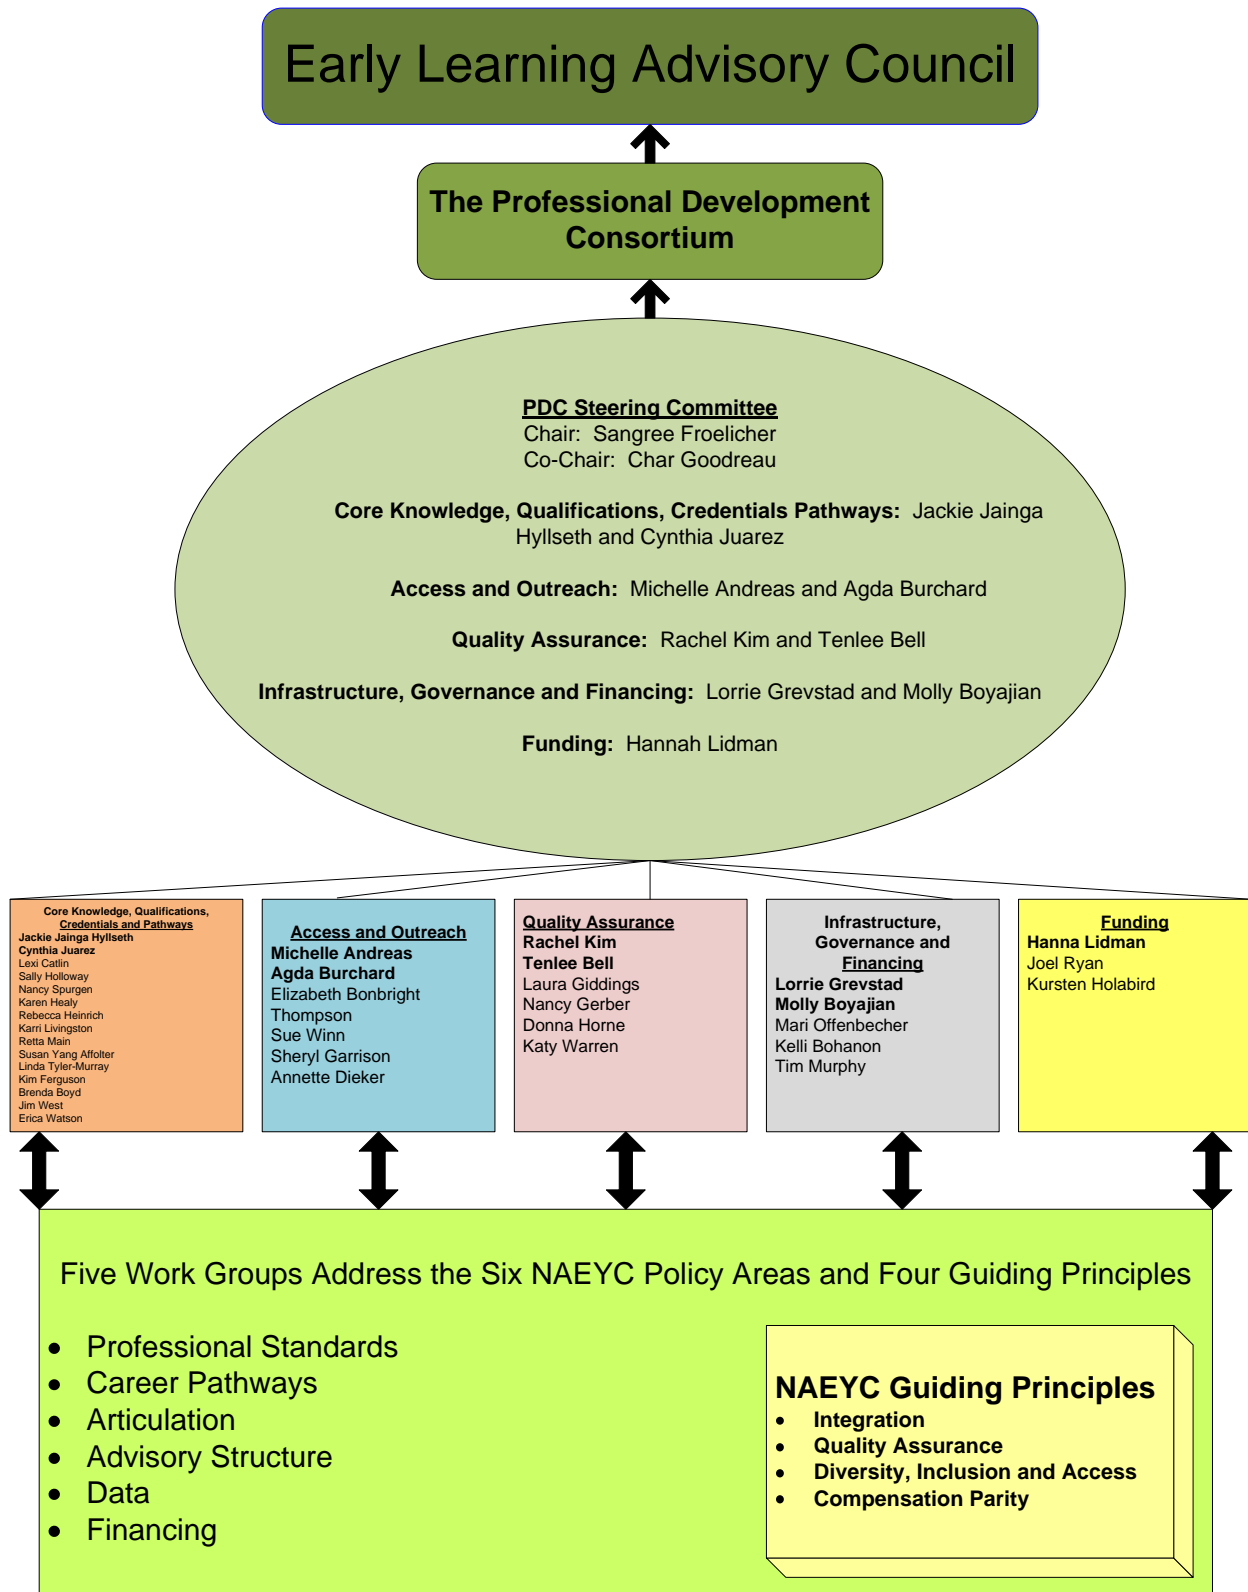 Early Learning Advisory Council
The Professional Development
Consortium
PDC Steering Committee
Chair:  Sangree Froelicher
Co-Chair:  Char Goodreau
Core Knowledge, Qualifications, Credentials Pathways:  Jackie Jainga
Hyllseth and Cynthia Juarez
Access and Outreach:  Michelle Andreas and Agda Burchard
Quality Assurance:  Rachel Kim and Tenlee Bell
Infrastructure, Governance and Financing:  Lorrie Grevstad and Molly Boyajian
Funding:  Hannah Lidman
Core Knowledge, Qualifications,
Credentials and Pathways
Jackie Jainga Hyllseth
Cynthia Juarez
Lexi Catlin
Sally Holloway
Nancy Spurgen
Karen Healy
Rebecca Heinrich
Karri Livingston
Retta Main
Susan Yang Affolter
Linda Tyler-Murray
Kim Ferguson
Brenda Boyd
Jim West
Erica Watson
Access and Outreach
Michelle Andreas
Agda Burchard
Elizabeth Bonbright
Thompson
Sue Winn
Sheryl Garrison
Annette Dieker
Quality Assurance
Rachel Kim
Tenlee Bell
Laura Giddings
Nancy Gerber
Donna Horne
Katy Warren
Infrastructure,
Governance and
Financing
Lorrie Grevstad
Molly Boyajian
Mari Offenbecher
Kelli Bohanon
Tim Murphy
Funding
Hanna Lidman
Joel Ryan
Kursten Holabird
Five Work Groups Address the Six NAEYC Policy Areas and Four Guiding Principles
• Professional Standards
• Career Pathways
• Articulation
• Advisory Structure
• Data
• Financing
NAEYC Guiding Principles
• Integration
• Quality Assurance
• Diversity, Inclusion and Access
• Compensation Parity